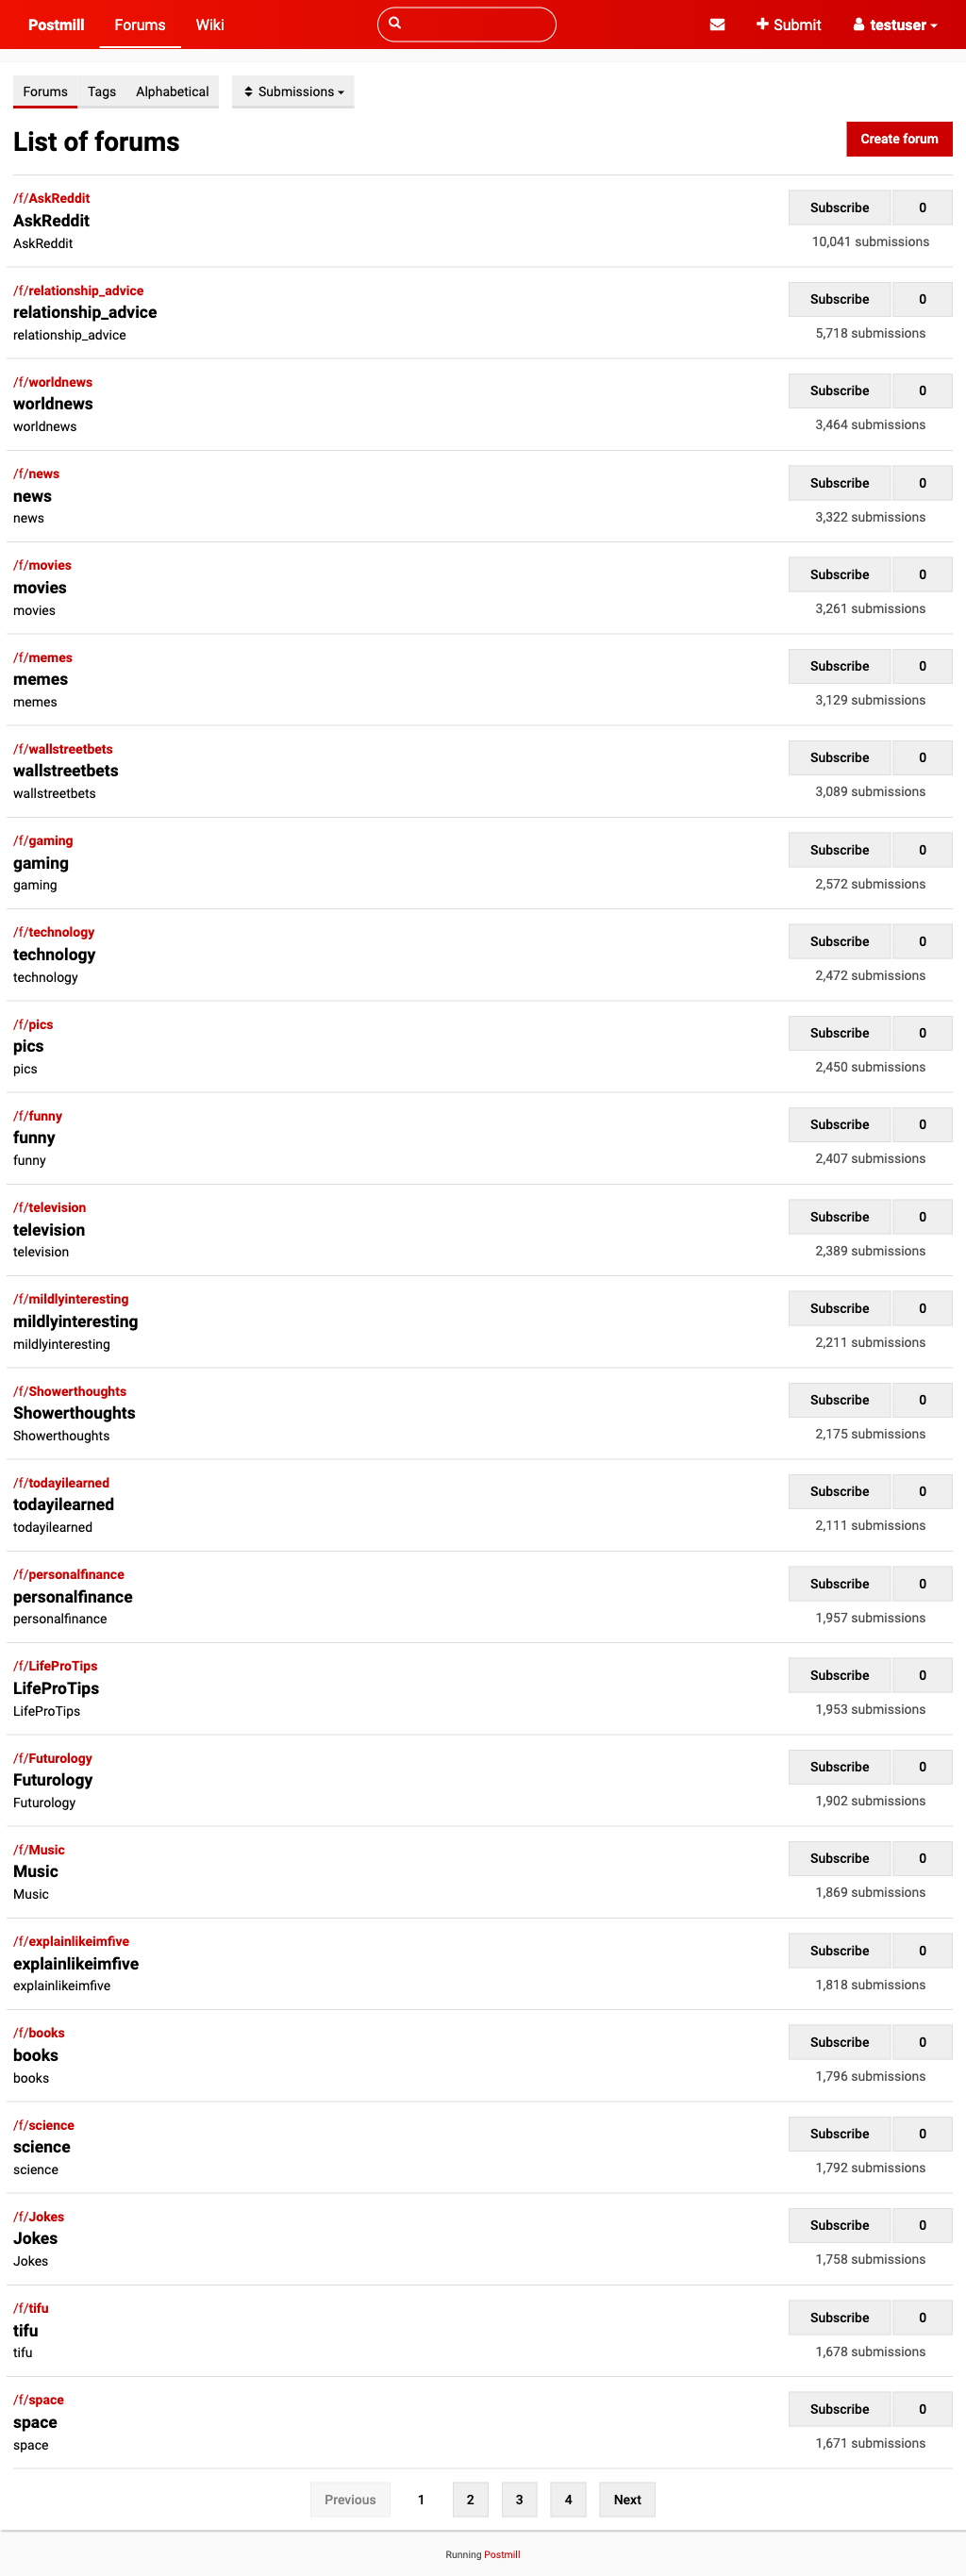 Postmill Forums Wiki Submit testuser
Forums Tags Alphabetical Submissions
List of forums Create forum
/f/AskReddit
AskReddit
AskReddit
Subscribe 0
10,041 submissions
/f/relationship_advice
relationship_advice
relationship_advice
Subscribe 0
5,718 submissions
/f/worldnews
worldnews
worldnews
Subscribe 0
3,464 submissions
/f/news
news
news
Subscribe 0
3,322 submissions
/f/movies
movies
movies
Subscribe 0
3,261 submissions
/f/memes
memes
memes
Subscribe 0
3,129 submissions
/f/wallstreetbets
wallstreetbets
wallstreetbets
Subscribe 0
3,089 submissions
/f/gaming
gaming
gaming
Subscribe 0
2,572 submissions
/f/technology
technology
technology
Subscribe 0
2,472 submissions
/f/pics
pics
pics
Subscribe 0
2,450 submissions
/f/funny
funny
funny
Subscribe 0
2,407 submissions
/f/television
television
television
Subscribe 0
2,389 submissions
/f/mildlyinteresting
mildlyinteresting
mildlyinteresting
Subscribe 0
2,211 submissions
/f/Showerthoughts
Showerthoughts
Showerthoughts
Subscribe 0
2,175 submissions
/f/todayilearned
todayilearned
todayilearned
Subscribe 0
2,111 submissions
/f/personalfinance
personalfinance
personalfinance
Subscribe 0
1,957 submissions
/f/LifeProTips
LifeProTips
LifeProTips
Subscribe 0
1,953 submissions
/f/Futurology
Futurology
Futurology
Subscribe 0
1,902 submissions
/f/Music
Music
Music
Subscribe 0
1,869 submissions
/f/explainlikeimfive
explainlikeimfive
explainlikeimfive
Subscribe 0
1,818 submissions
/f/books
books
books
Subscribe 0
1,796 submissions
/f/science
science
science
Subscribe 0
1,792 submissions
/f/Jokes
Jokes
Jokes
Subscribe 0
1,758 submissions
/f/tifu
tifu
tifu
Subscribe 0
1,678 submissions
/f/space
space
space
Subscribe 0
1,671 submissions
Previous 1 2 3 4 Next
Running Postmill